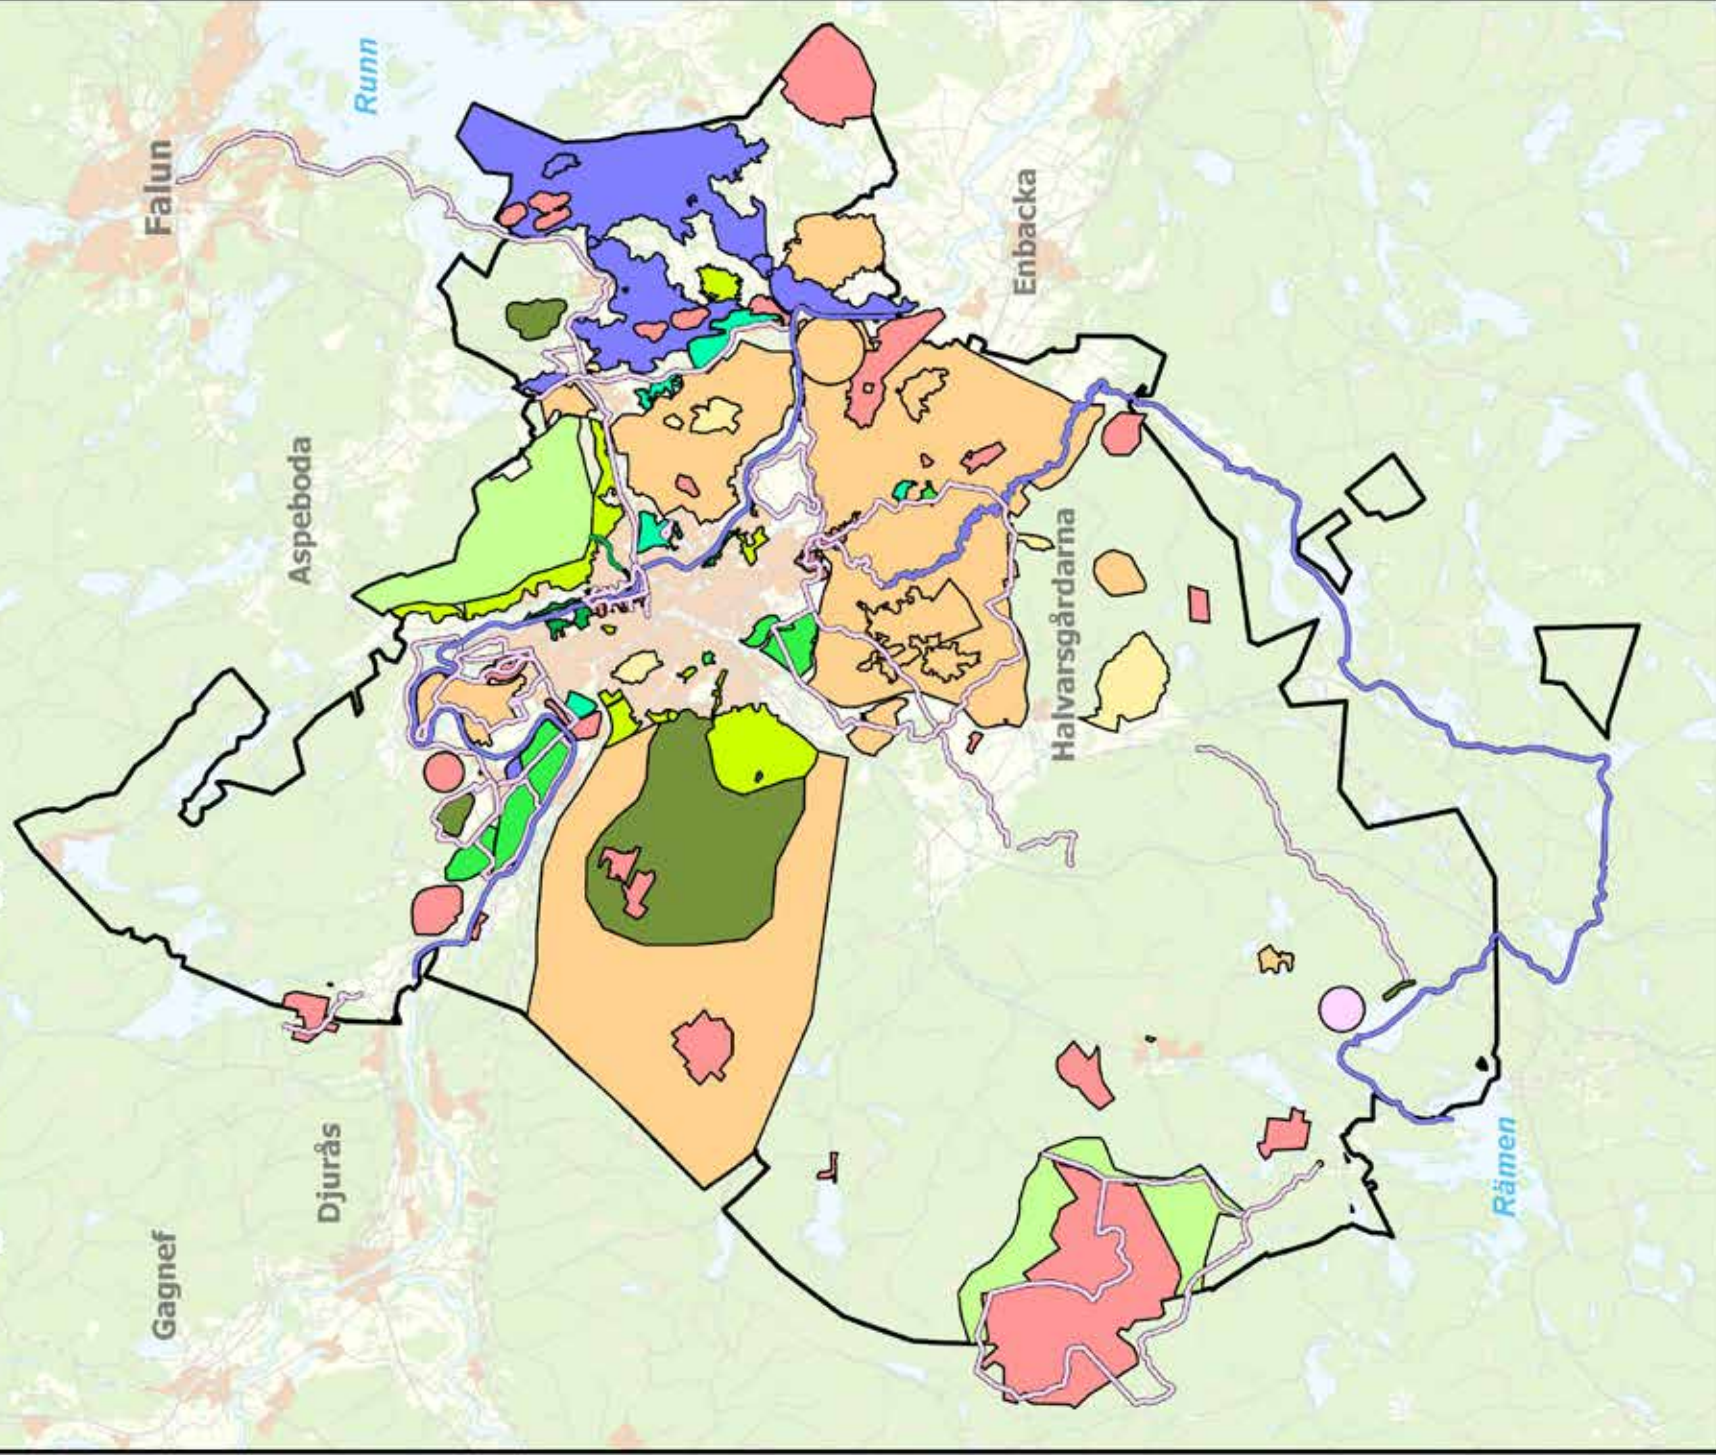 Falun
Runn
Aspeboda
Enbacka
Halvarsgårdarna
Djurås
Gagnef
Rämen